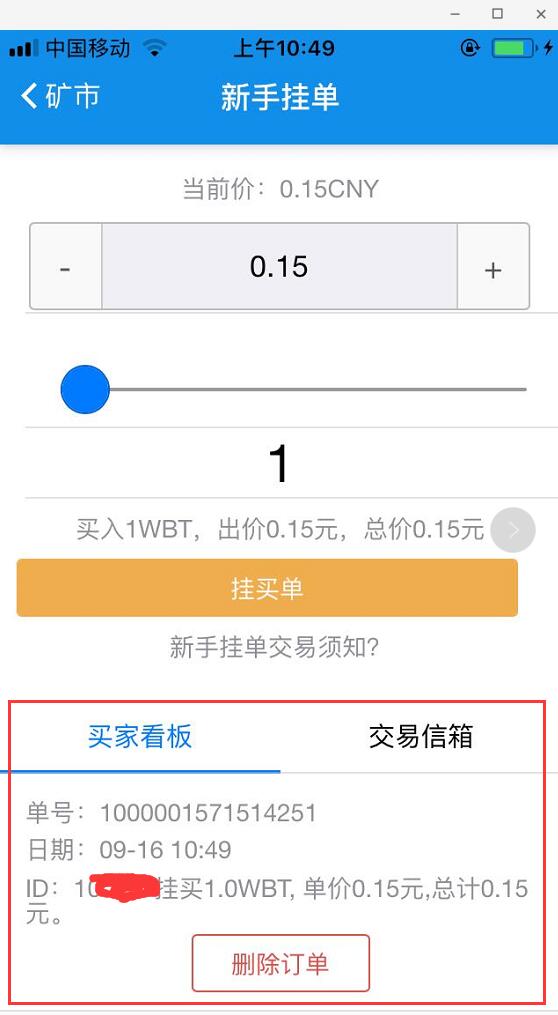 中国移动 上午10:49
矿市 新手挂单
当前价：0.15CNY
- 0.15 +
1
买入1WBT，出价0.15元，总价0.15元
挂买单
新手挂单交易须知?
买家看板 交易信箱
单号：1000001571514251
日期：09-16 10:49
ID：10 挂买1.0WBT, 单价0.15元,总计0.15
元。
删除订单